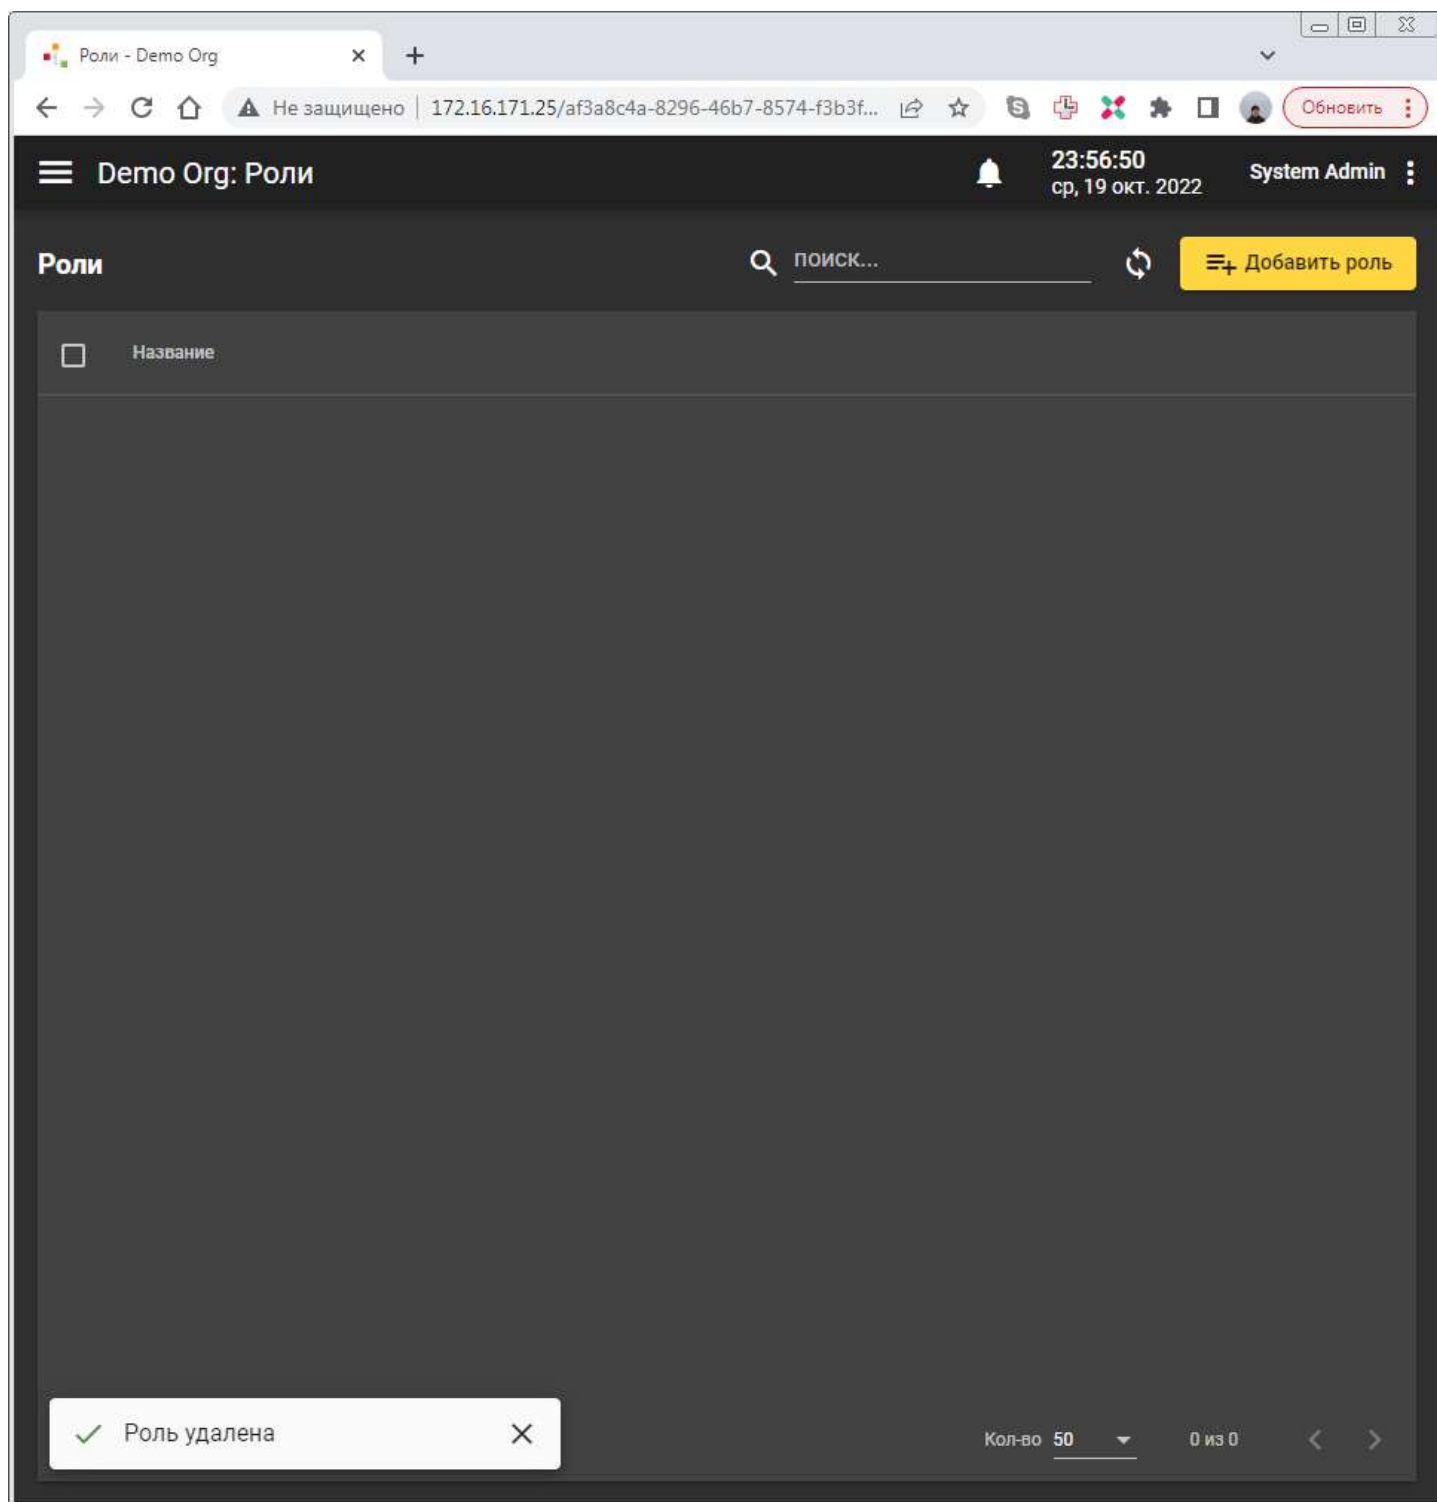 Роли - Demo Org
Не защищено | 172.16.171.25/af3a8c4a-8296-46b7-8574-f3b3f...
Обновить
Demo Org: Роли
23:56:50
ср, 19 окт. 2022
System Admin
Роли
поиск...
Добавить роль
Название
Роль удалена
Кол-во 50
0 из 0